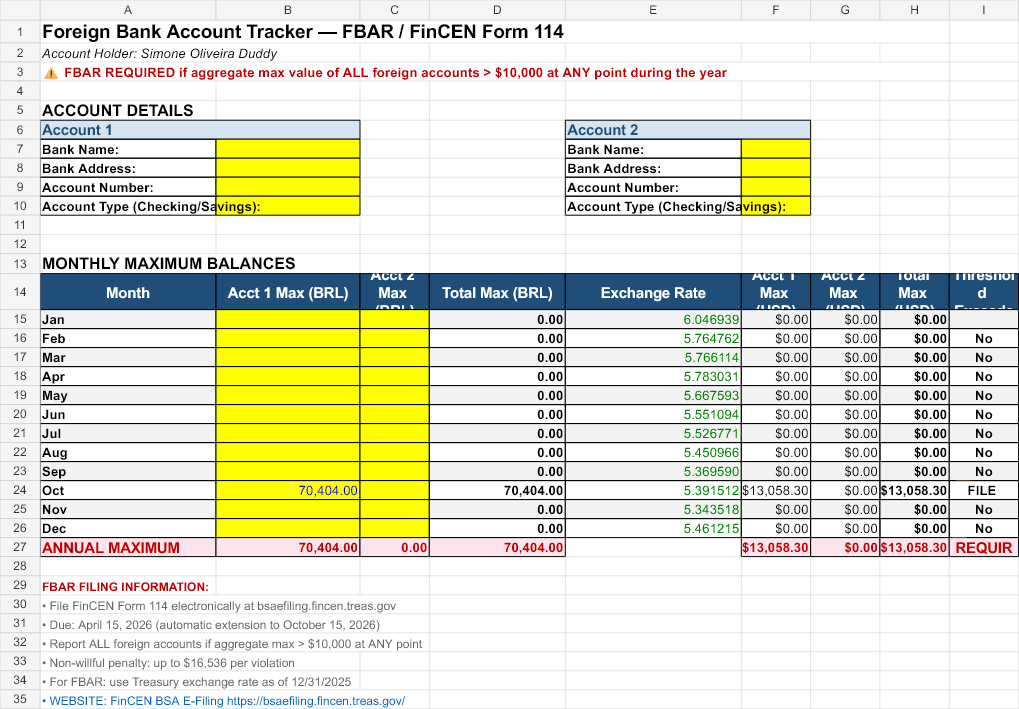 A B C D E F G H I
1 Foreign Bank Account Tracker — FBAR / FinCEN Form 114
2 Account Holder: Simone Oliveira Duddy
3 ⚠ FBAR REQUIRED if aggregate max value of ALL foreign accounts > $10,000 at ANY point during the year
4
5 ACCOUNT DETAILS
6 Account 1 Account 2
7 Bank Name: Bank Name:
8 Bank Address: Bank Address:
9 Account Number: Account Number:
10 Account Type (Checking/Savings): Account Type (Checking/Savings):
11
12
13 MONTHLY MAXIMUM BALANCES
14 Month Acct 1 Max (BRL) Acct 2 Max (BRL) Total Max (BRL) Exchange Rate Acct 1 Max (USD) Acct 2 Max (USD) Total Max (USD) Threshold
15 Jan 0.00 6.046939 $0.00 $0.00 $0.00
16 Feb 0.00 5.764762 $0.00 $0.00 $0.00 No
17 Mar 0.00 5.766114 $0.00 $0.00 $0.00 No
18 Apr 0.00 5.783031 $0.00 $0.00 $0.00 No
19 May 0.00 5.667593 $0.00 $0.00 $0.00 No
20 Jun 0.00 5.551094 $0.00 $0.00 $0.00 No
21 Jul 0.00 5.526771 $0.00 $0.00 $0.00 No
22 Aug 0.00 5.450966 $0.00 $0.00 $0.00 No
23 Sep 0.00 5.369590 $0.00 $0.00 $0.00 No
24 Oct 70,404.00 70,404.00 5.391512 $13,058.30 $0.00 $13,058.30 FILE
25 Nov 0.00 5.343518 $0.00 $0.00 $0.00 No
26 Dec 0.00 5.461215 $0.00 $0.00 $0.00 No
27 ANNUAL MAXIMUM 70,404.00 0.00 70,404.00 $13,058.30 $0.00 $13,058.30 REQUIR
28
29 FBAR FILING INFORMATION:
30 • File FinCEN Form 114 electronically at bsaefiling.fincen.treas.gov
31 • Due: April 15, 2026 (automatic extension to October 15, 2026)
32 • Report ALL foreign accounts if aggregate max > $10,000 at ANY point
33 • Non-willful penalty: up to $16,536 per violation
34 • For FBAR: use Treasury exchange rate as of 12/31/2025
35 • WEBSITE: FinCEN BSA E-Filing https://bsaefiling.fincen.treas.gov/